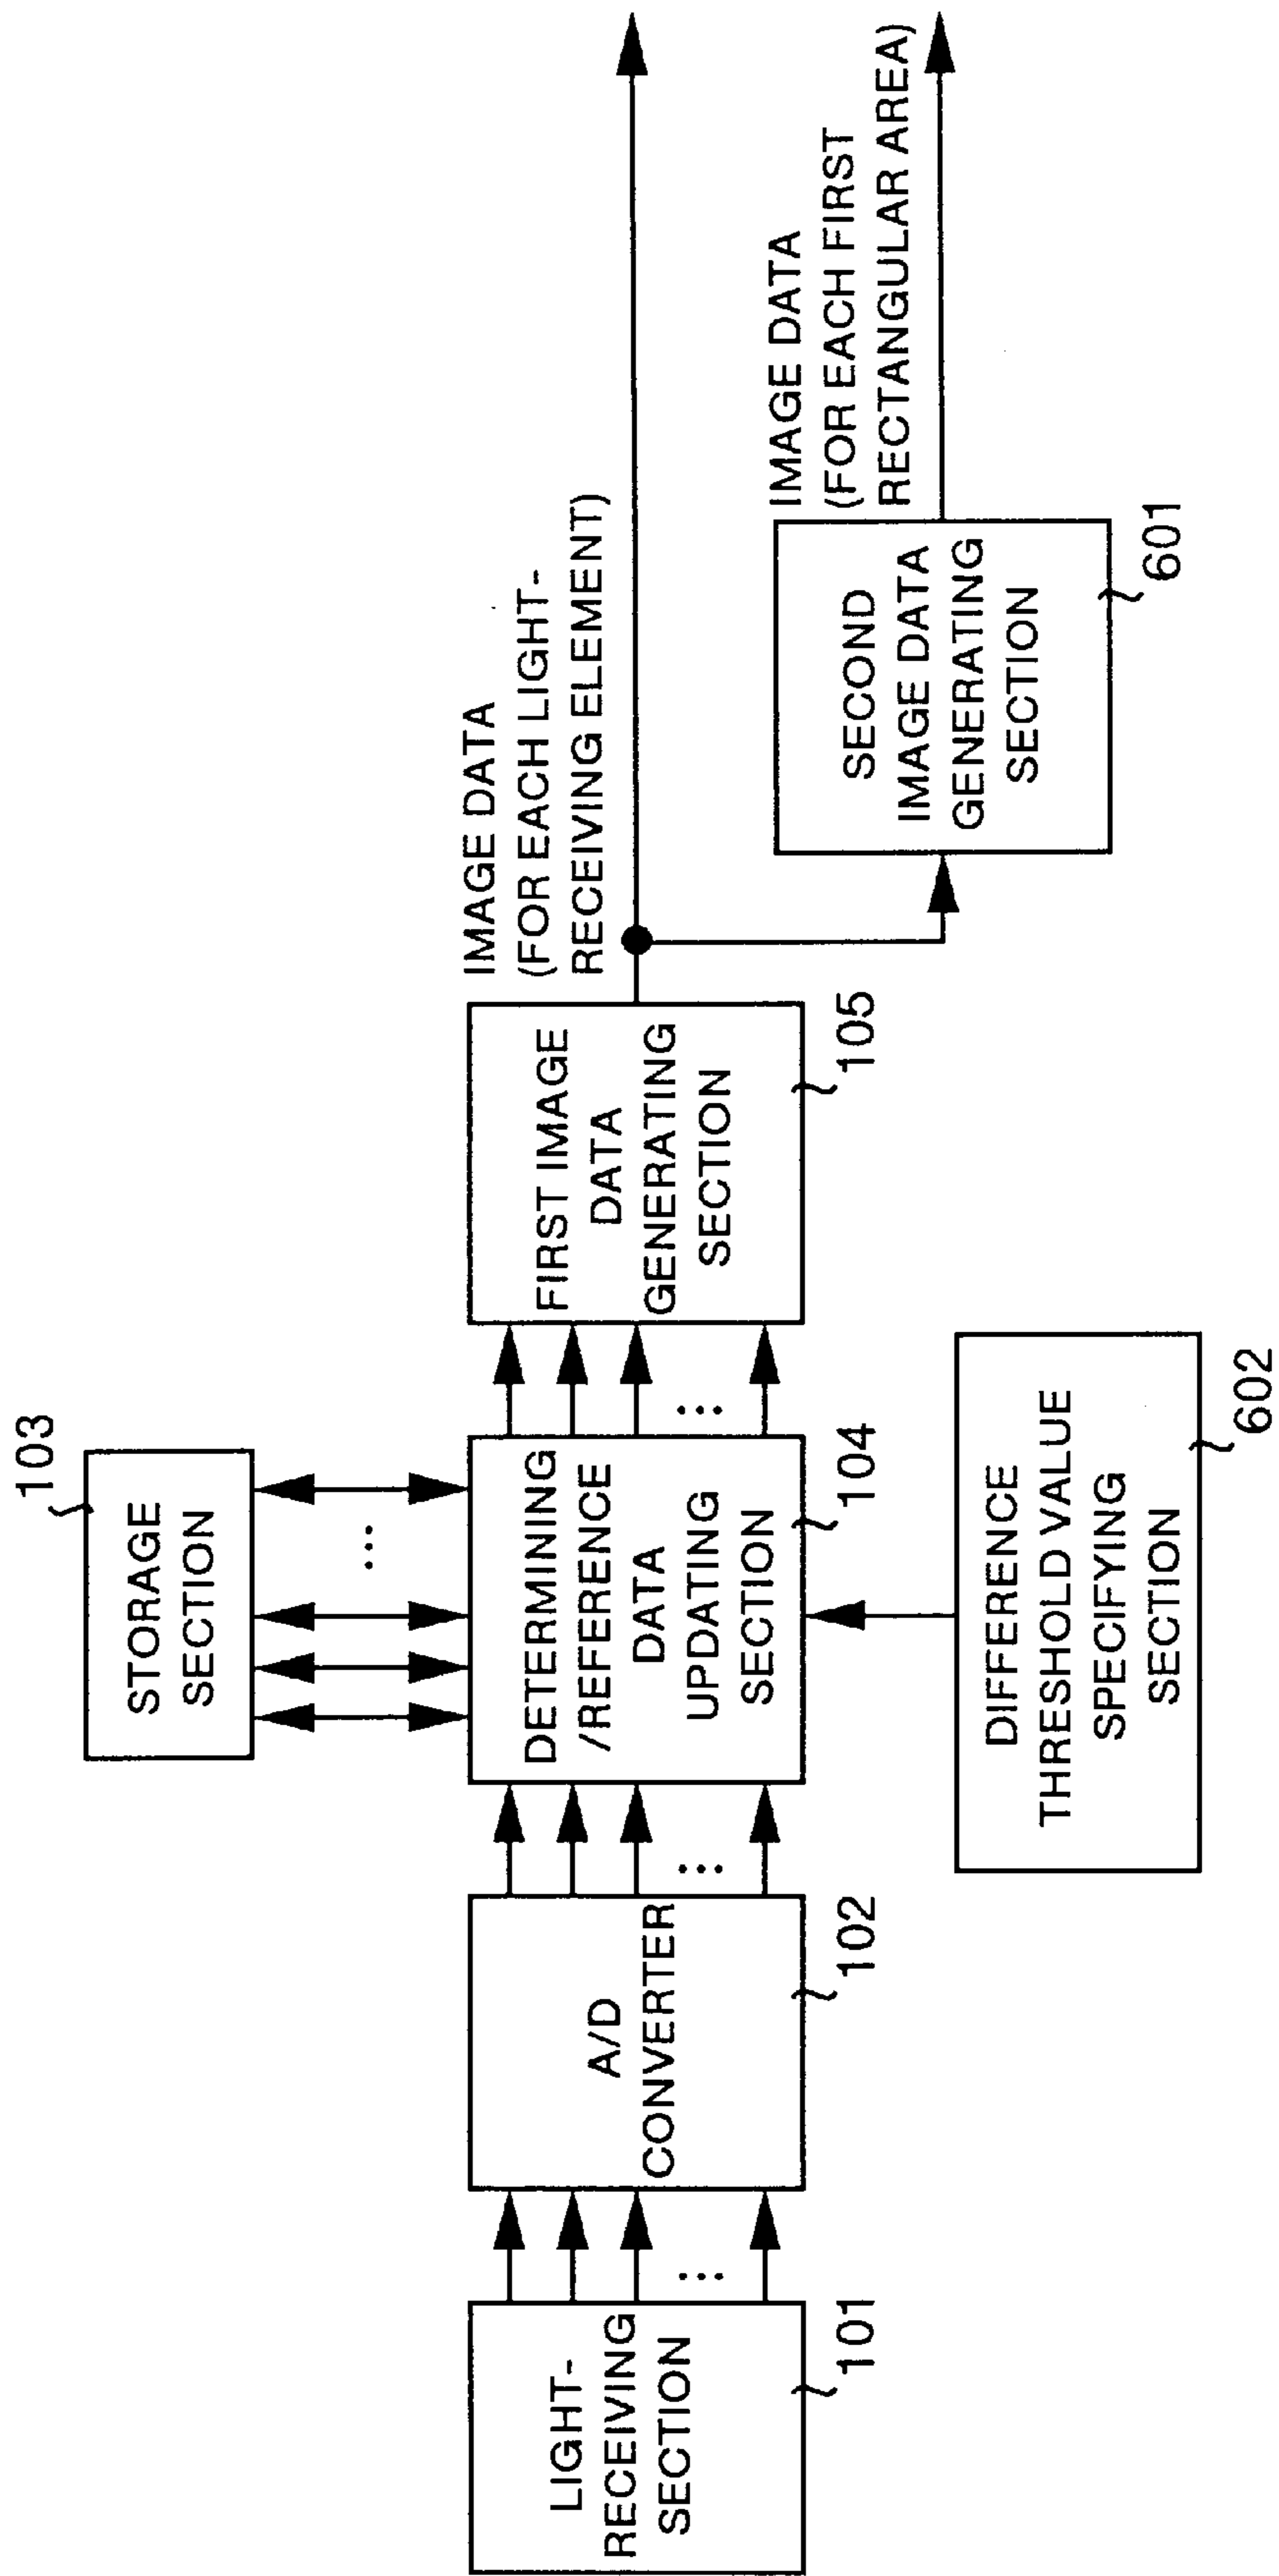 103
STORAGE
SECTION
LIGHT-
RECEIVING
SECTION
101
A/D
CONVERTER
102
DETERMINING
/REFERENCE
DATA
UPDATING
SECTION
104
FIRST IMAGE
DATA
GENERATING
SECTION
105
IMAGE DATA
(FOR EACH LIGHT-
RECEIVING ELEMENT)
DIFFERENCE
THRESHOLD VALUE
SPECIFYING
SECTION
602
SECOND
IMAGE DATA
GENERATING
SECTION
601
IMAGE DATA
(FOR EACH FIRST
RECTANGULAR AREA)